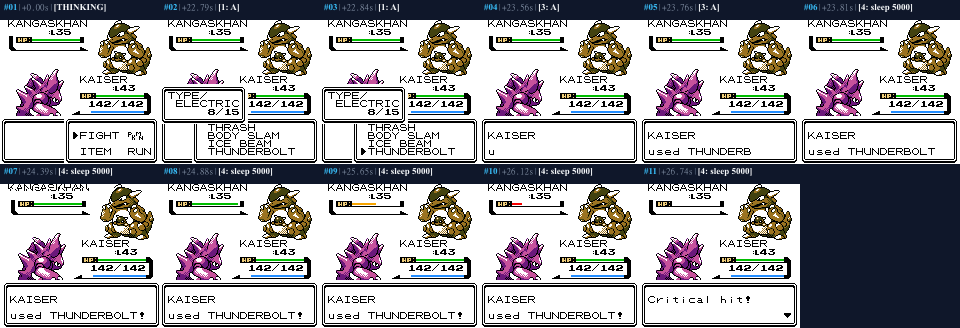 #01 | +0.00s | [THINKING]
KANGASKHAN
:L35
HP:
KAISER
:L43
HP:
142/142
FIGHT PKMN
ITEM RUN
#02 | +22.79s | [1: A]
KANGASKHAN
:L35
HP:
KAISER
:L43
142/142
TYPE/
ELECTRIC
8/15
THRASH
BODY SLAM
ICE BEAM
THUNDERBOLT
#03 | +22.84s | [1: A]
KANGASKHAN
:L35
HP:
KAISER
:L43
142/142
TYPE/
ELECTRIC
8/15
THRASH
BODY SLAM
ICE BEAM
THUNDERBOLT
#04 | +23.56s | [3: A]
KANGASKHAN
:L35
HP:
KAISER
:L43
HP:
142/142
KAISER
u
#05 | +23.76s | [3: A]
KANGASKHAN
:L35
HP:
KAISER
:L43
HP:
142/142
KAISER
used THUNDERB
#06 | +23.81s | [4: sleep 5000]
KANGASKHAN
:L35
HP:
KAISER
:L43
HP:
142/142
KAISER
used THUNDERBOLT
#07 | +24.39s | [4: sleep 5000]
KANGASKHAN
:L35
HP:
KAISER
:L43
HP:
142/142
KAISER
used THUNDERBOLT!
#08 | +24.88s | [4: sleep 5000]
KANGASKHAN
:L35
HP:
KAISER
:L43
HP:
142/142
KAISER
used THUNDERBOLT!
#09 | +25.65s | [4: sleep 5000]
KANGASKHAN
:L35
HP:
KAISER
:L43
HP:
142/142
KAISER
used THUNDERBOLT!
#10 | +26.12s | [4: sleep 5000]
KANGASKHAN
:L35
HP:
KAISER
:L43
HP:
142/142
KAISER
used THUNDERBOLT!
#11 | +26.74s | [4: sleep 5000]
KANGASKHAN
:L35
HP:
KAISER
:L43
HP:
142/142
Critical hit!